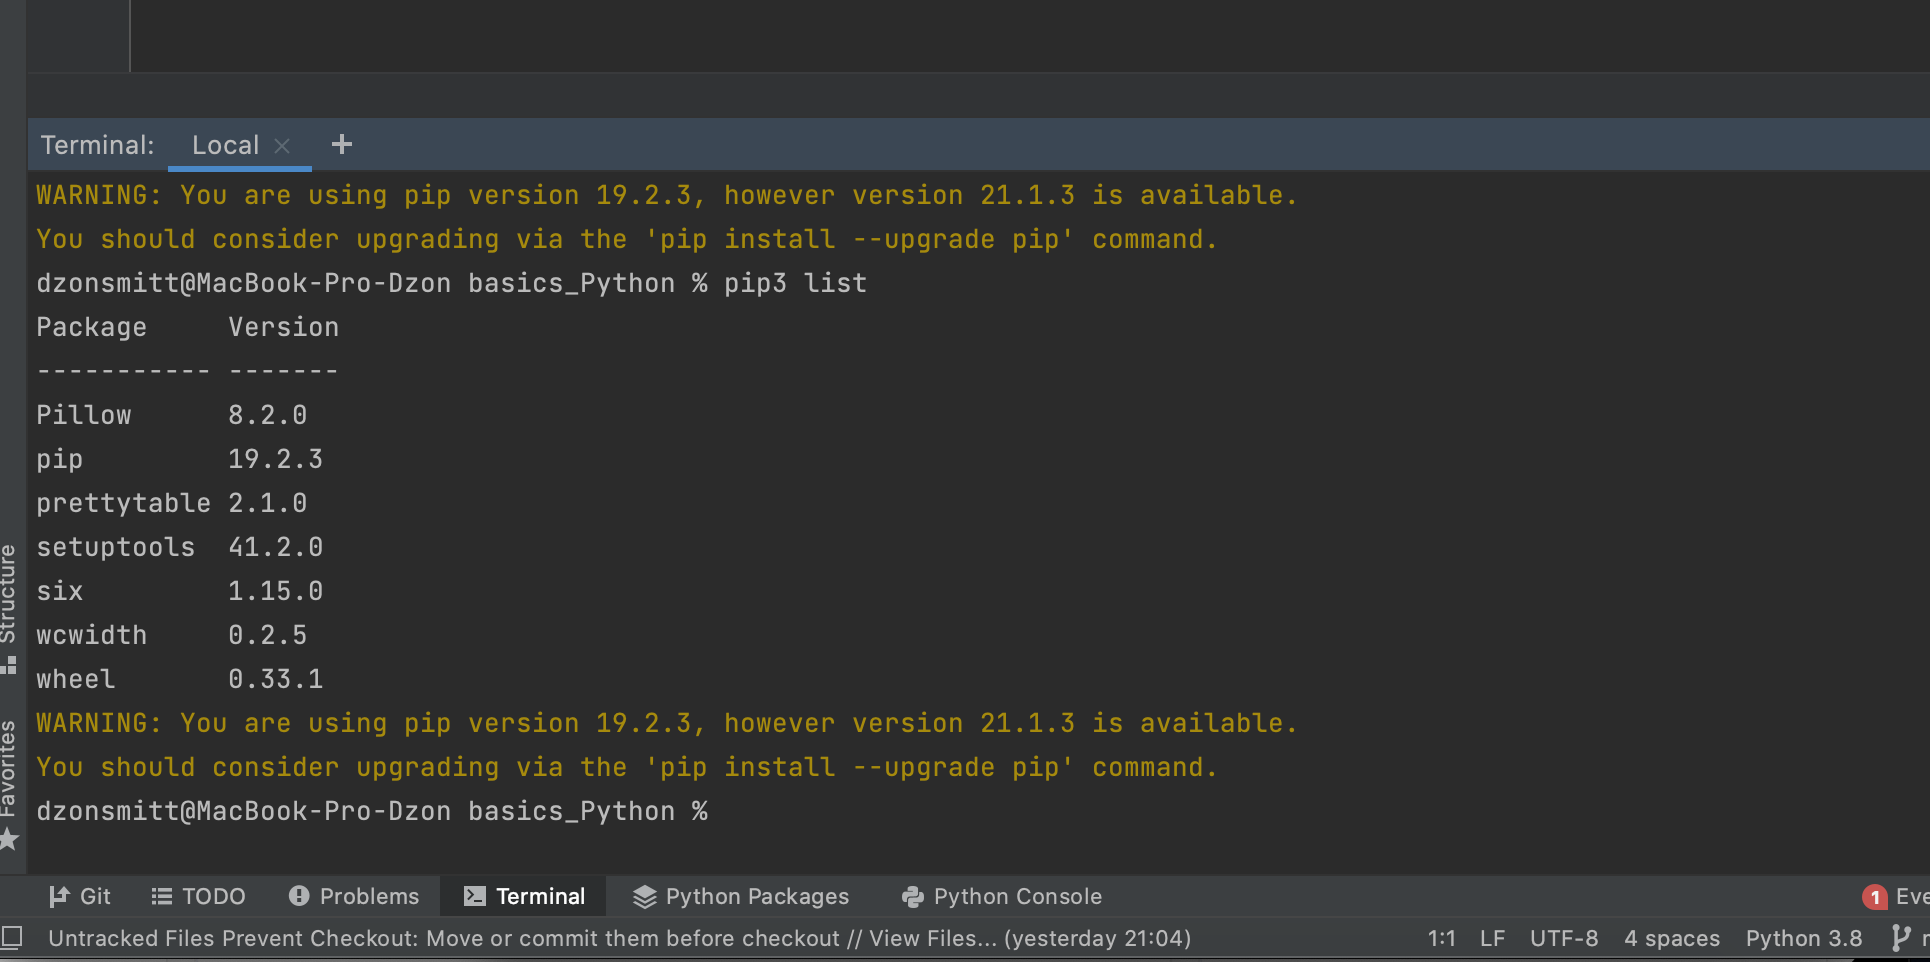 Terminal: Local × +
WARNING: You are using pip version 19.2.3, however version 21.1.3 is available.
You should consider upgrading via the 'pip install --upgrade pip' command.
dzonsmitt@MacBook-Pro-Dzon basics_Python % pip3 list
Package     Version
----------- -------
Pillow      8.2.0
pip         19.2.3
prettytable 2.1.0
setuptools  41.2.0
six         1.15.0
wcwidth     0.2.5
wheel       0.33.1
WARNING: You are using pip version 19.2.3, however version 21.1.3 is available.
You should consider upgrading via the 'pip install --upgrade pip' command.
dzonsmitt@MacBook-Pro-Dzon basics_Python %
Structure
Favorites
Git TODO Problems Terminal Python Packages Python Console 1 Eve
Untracked Files Prevent Checkout: Move or commit them before checkout // View Files... (yesterday 21:04) 1:1 LF UTF-8 4 spaces Python 3.8